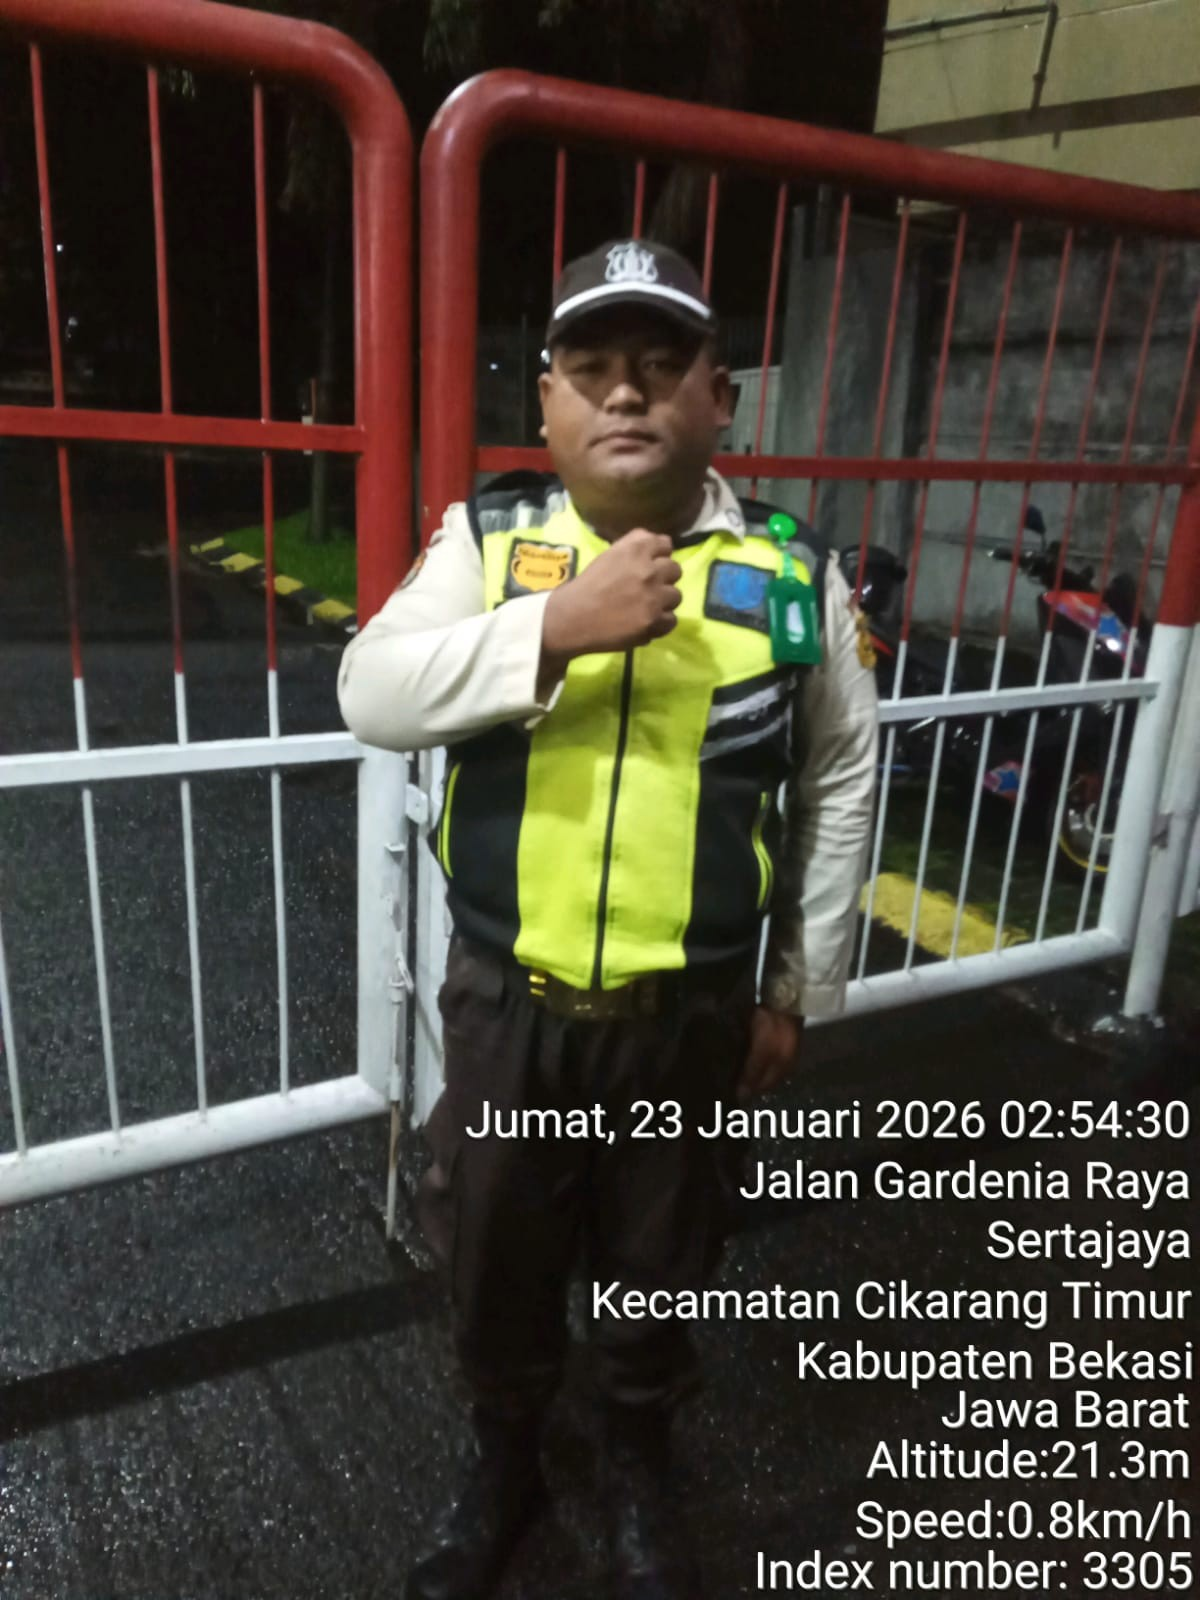 Jumat, 23 Januari 2026 02:54:30
Jalan Gardenia Raya
Sertajaya
Kecamatan Cikarang Timur
Kabupaten Bekasi
Jawa Barat
Altitude:21.3m
Speed:0.8km/h
Index number: 3305